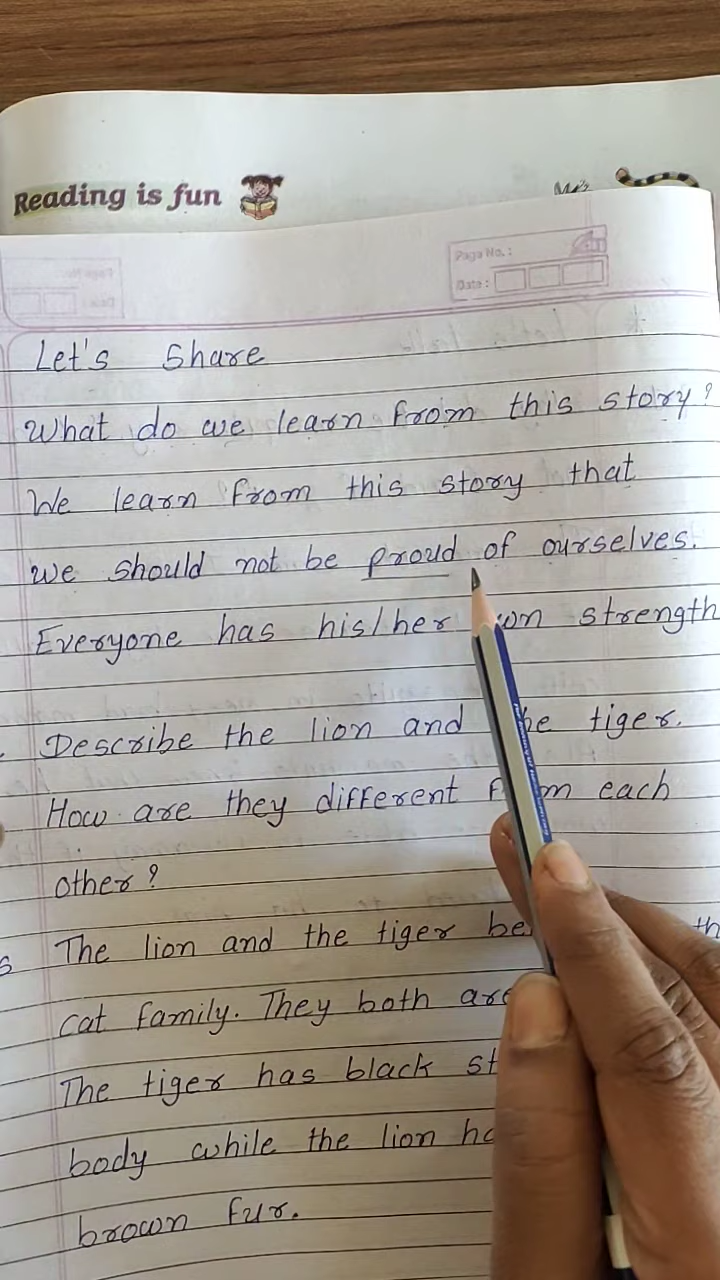 Reading is fun
Page No. :
Date :
Let's Share
What do we learn from this story?
We learn from this story that
we should not be proud of ourselves.
Everyone has his/her own strength
Describe the lion and the tiger.
How are they different from each
other?
The lion and the tiger
cat family. They both are
The tiger has black
body while the lion
brown fur.